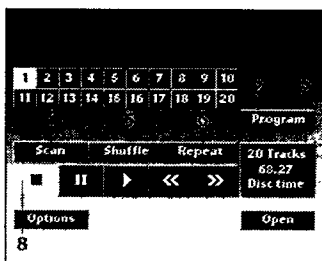 1 2 3 4 5 6 7 8 9 10
11 12 13 14 15 16 17 18 19 20
Program
Scan Shuffle Repeat
20 Tracks
68.27
Disc time
Options
Open
8